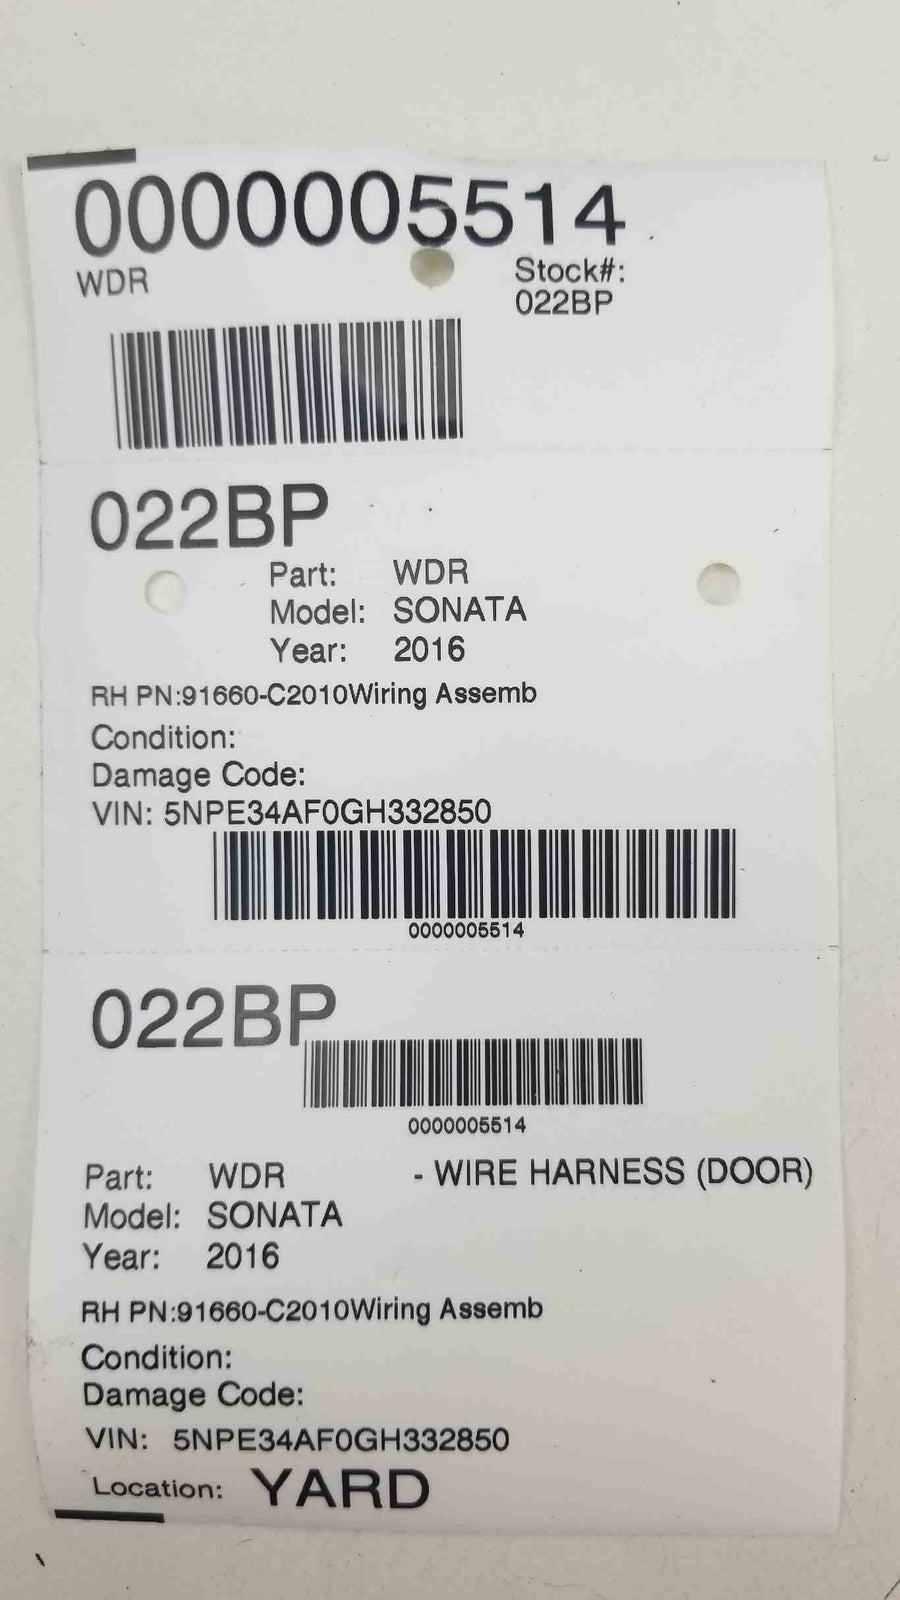 0000005514
WDR
Stock#:
022BP
022BP
Part: WDR
Model: SONATA
Year: 2016
RH PN:91660-C2010Wiring Assemb
Condition:
Damage Code:
VIN: 5NPE34AF0GH332850
0000005514
022BP
0000005514
Part: WDR - WIRE HARNESS (DOOR)
Model: SONATA
Year: 2016
RH PN:91660-C2010Wiring Assemb
Condition:
Damage Code:
VIN: 5NPE34AF0GH332850
Location: YARD